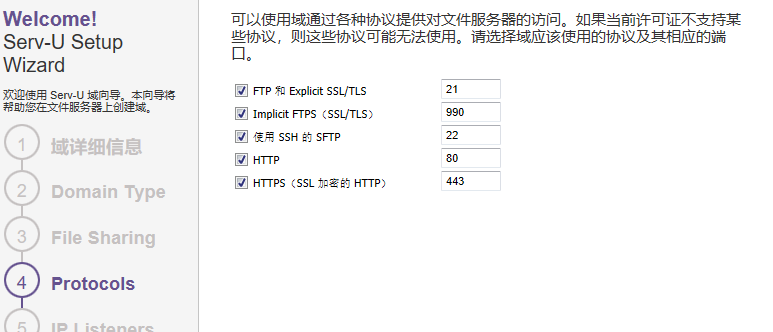 Welcome!
Serv-U Setup
Wizard
欢迎使用 Serv-U 域向导。本向导将
帮助您在文件服务器上创建域。
1 域详细信息
2 Domain Type
3 File Sharing
4 Protocols
5 IP Listeners
可以使用域通过各种协议提供对文件服务器的访问。如果当前许可证不支持某
些协议，则这些协议可能无法使用。请选择域应该使用的协议及其相应的端
口。
FTP 和 Explicit SSL/TLS 21
Implicit FTPS（SSL/TLS） 990
使用 SSH 的 SFTP 22
HTTP 80
HTTPS（SSL 加密的 HTTP） 443